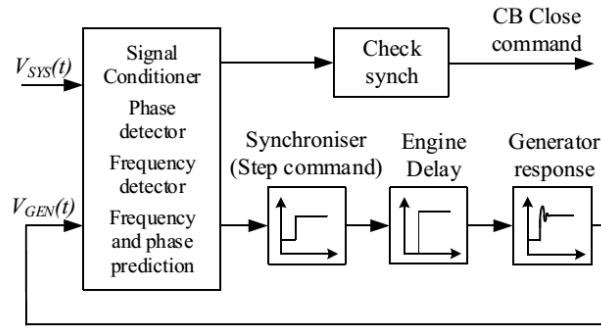 CB Close
command
V_SYS(t)
Signal
Conditioner
Phase
detector
Frequency
detector
Frequency
and phase
prediction
Check
synch
V_GEN(t)
Synchroniser
(Step command)
Engine
Delay
Generator
response